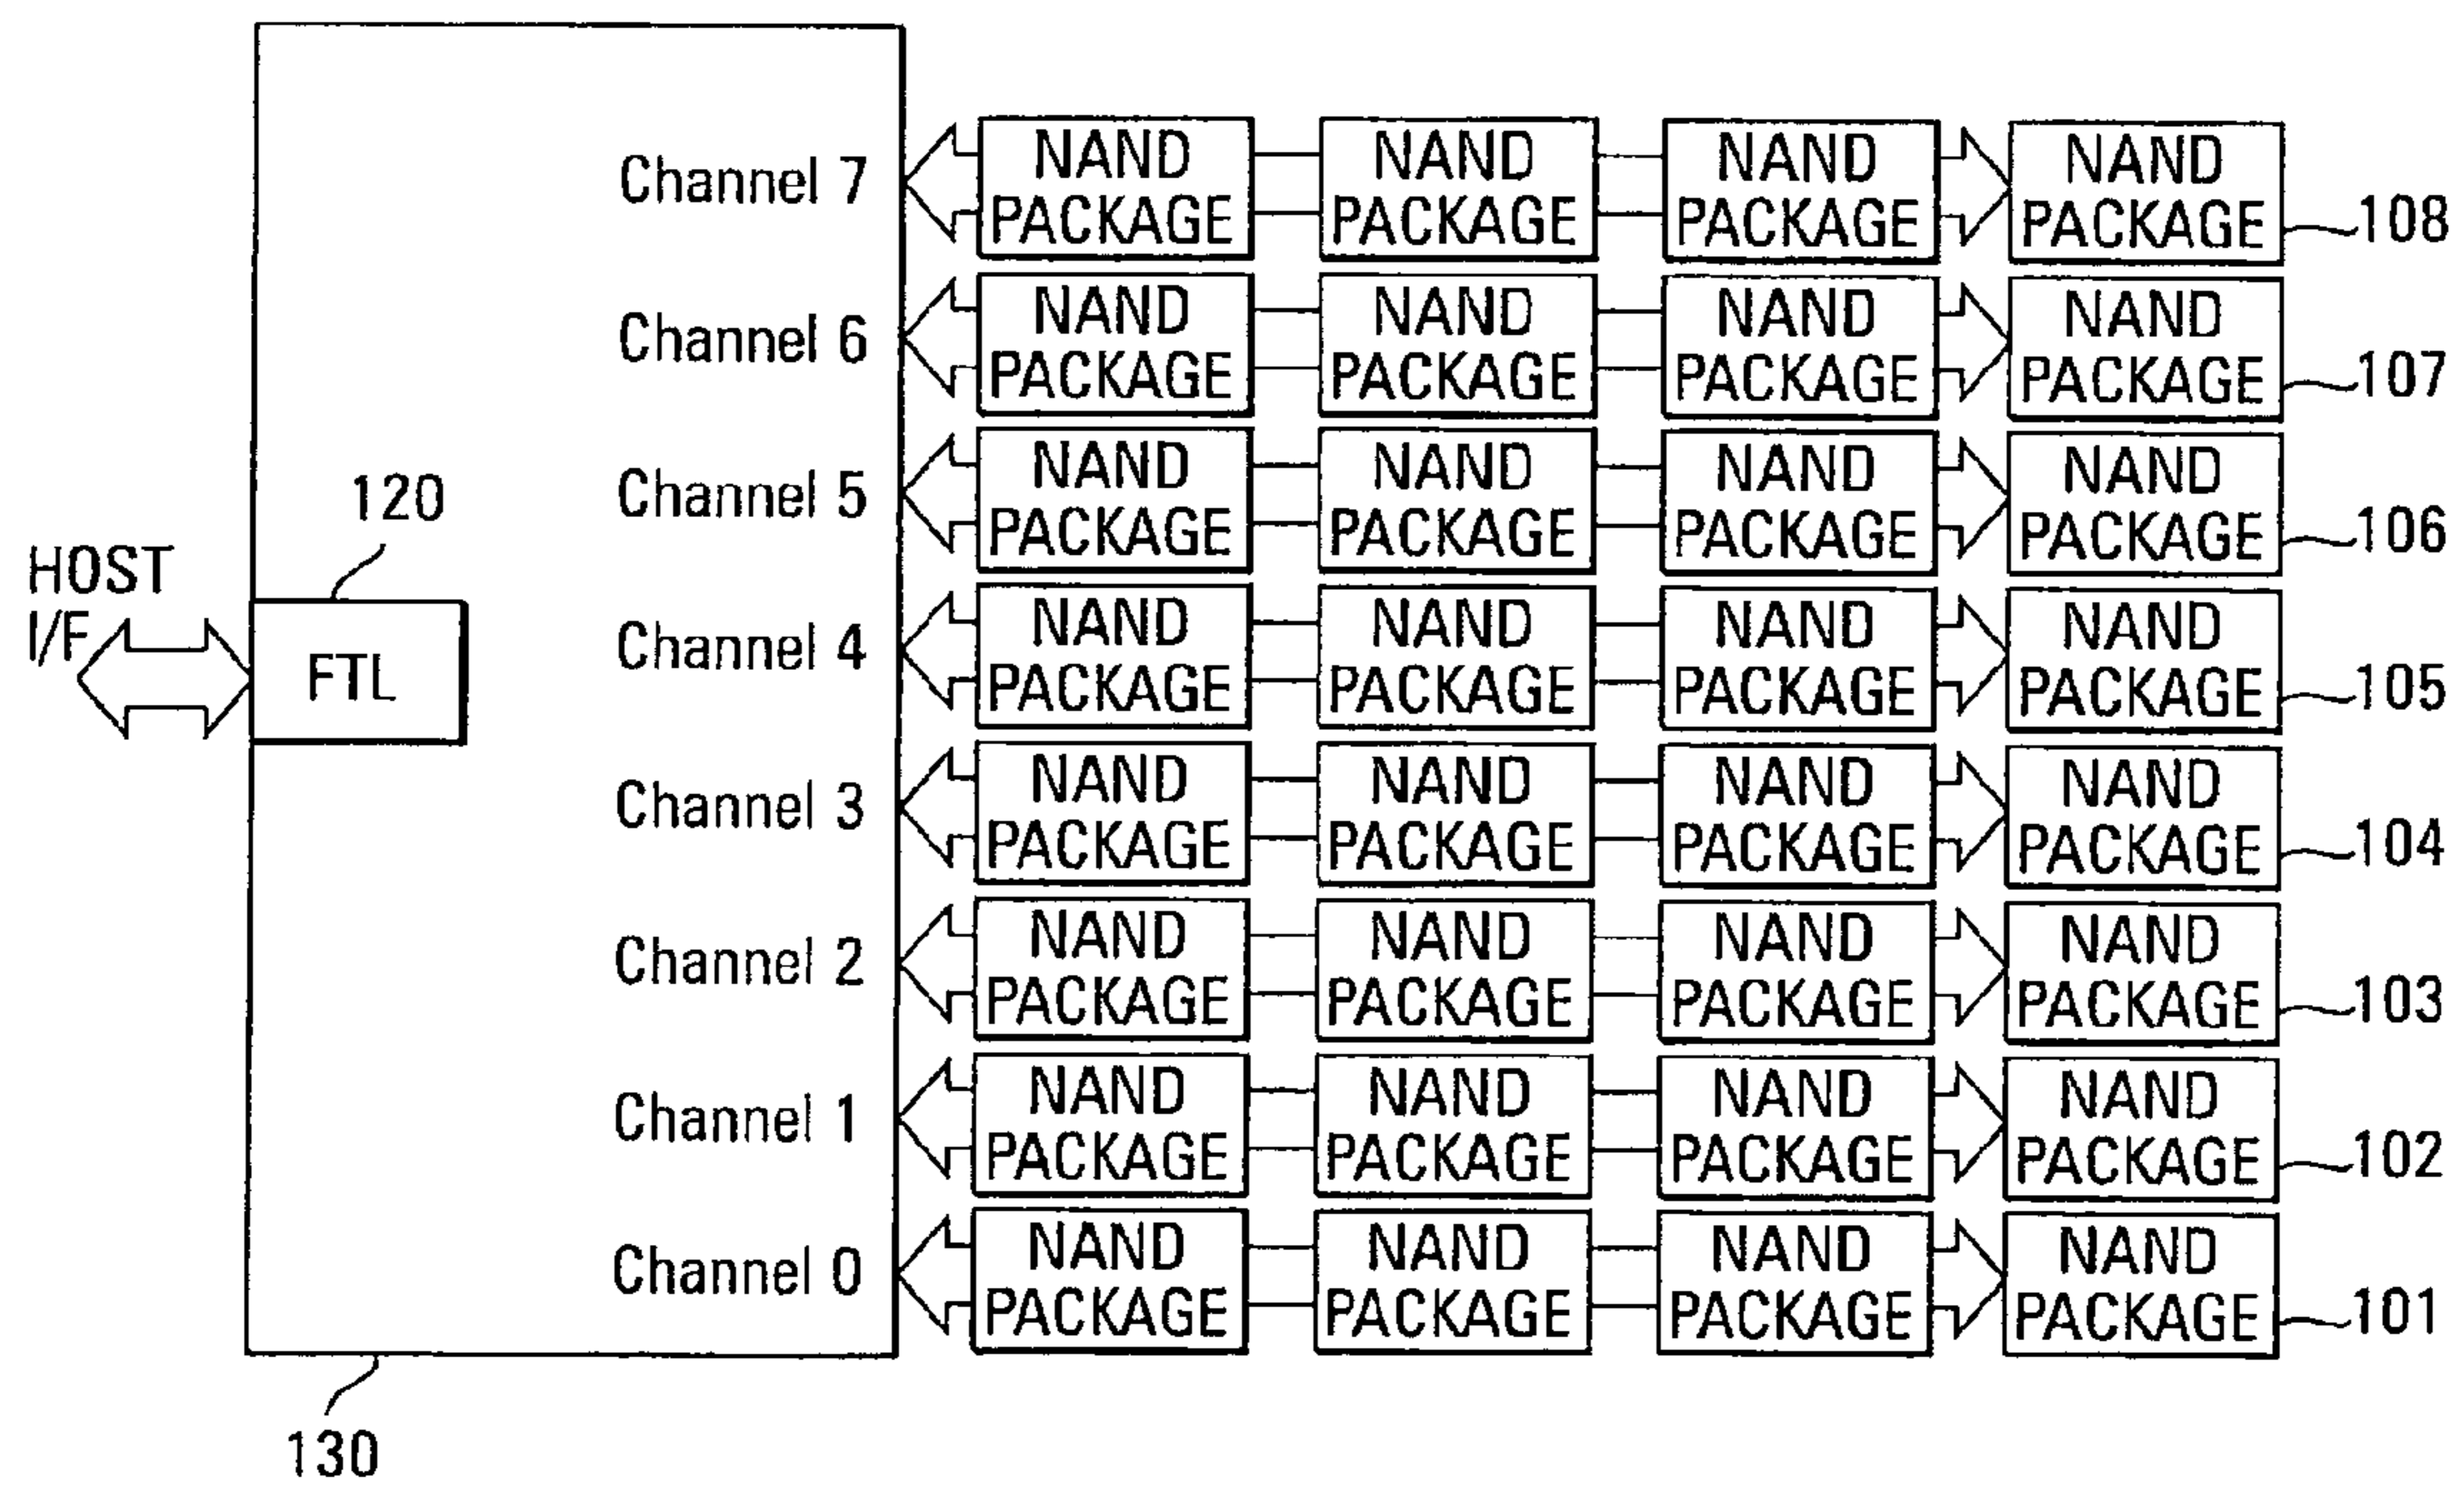 NAND NAND NAND NAND
Channel 7 PACKAGE PACKAGE PACKAGE PACKAGE 108
NAND NAND NAND NAND
Channel 6 PACKAGE PACKAGE PACKAGE PACKAGE 107
NAND NAND NAND NAND
Channel 5 PACKAGE PACKAGE PACKAGE PACKAGE 106
120
HOST
I/F
FTL
NAND NAND NAND NAND
Channel 4 PACKAGE PACKAGE PACKAGE PACKAGE 105
NAND NAND NAND NAND
Channel 3 PACKAGE PACKAGE PACKAGE PACKAGE 104
NAND NAND NAND NAND
Channel 2 PACKAGE PACKAGE PACKAGE PACKAGE 103
NAND NAND NAND NAND
Channel 1 PACKAGE PACKAGE PACKAGE PACKAGE 102
NAND NAND NAND NAND
Channel 0 PACKAGE PACKAGE PACKAGE PACKAGE 101
130